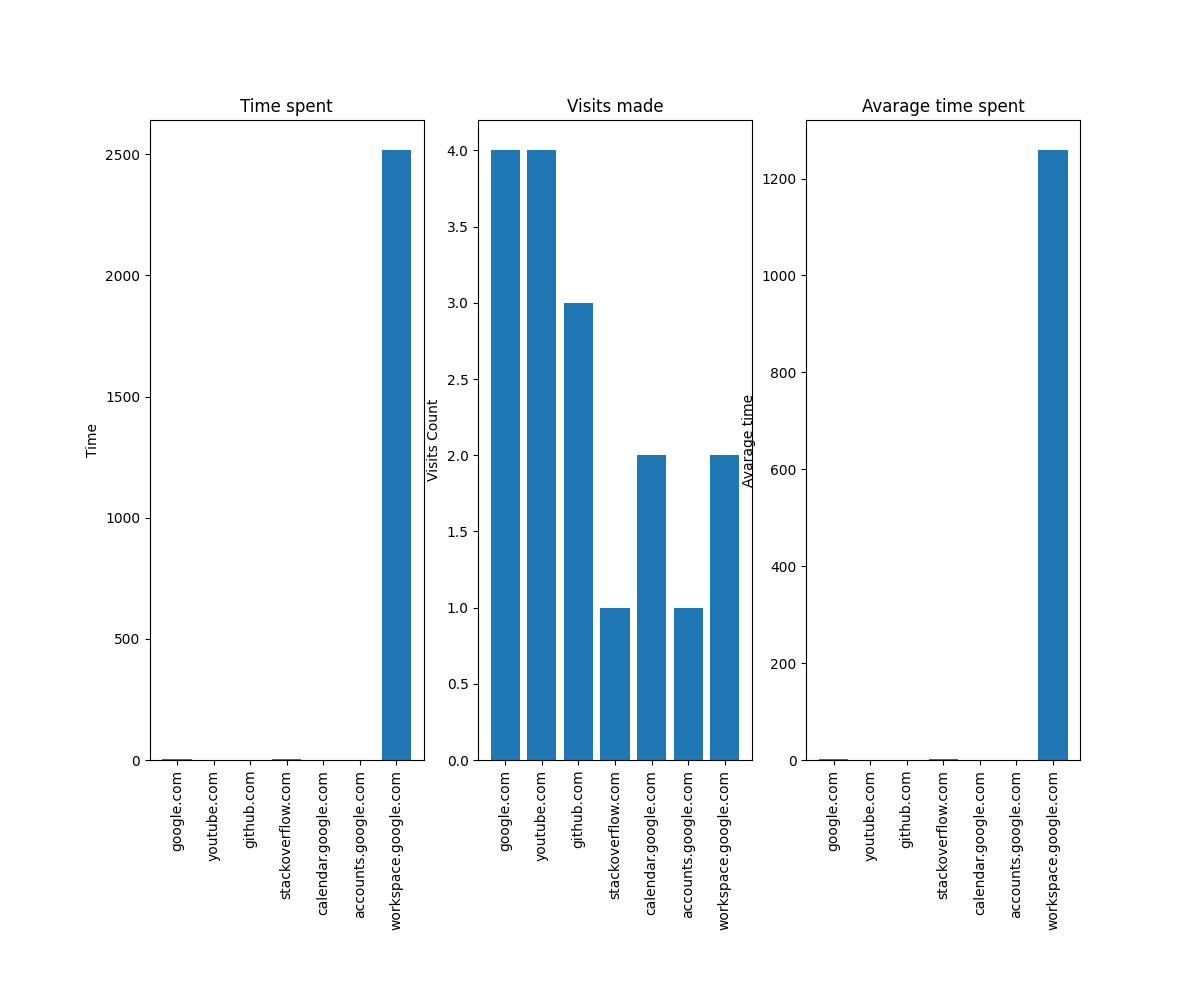 Time spent
Time
2500
2000
1500
1000
500
0
google.com
youtube.com
github.com
stackoverflow.com
calendar.google.com
accounts.google.com
workspace.google.com
Visits made
Visits Count
4.0
3.5
3.0
2.5
2.0
1.5
1.0
0.5
0.0
google.com
youtube.com
github.com
stackoverflow.com
calendar.google.com
accounts.google.com
workspace.google.com
Avarage time spent
Avarage time
1200
1000
800
600
400
200
0
google.com
youtube.com
github.com
stackoverflow.com
calendar.google.com
accounts.google.com
workspace.google.com